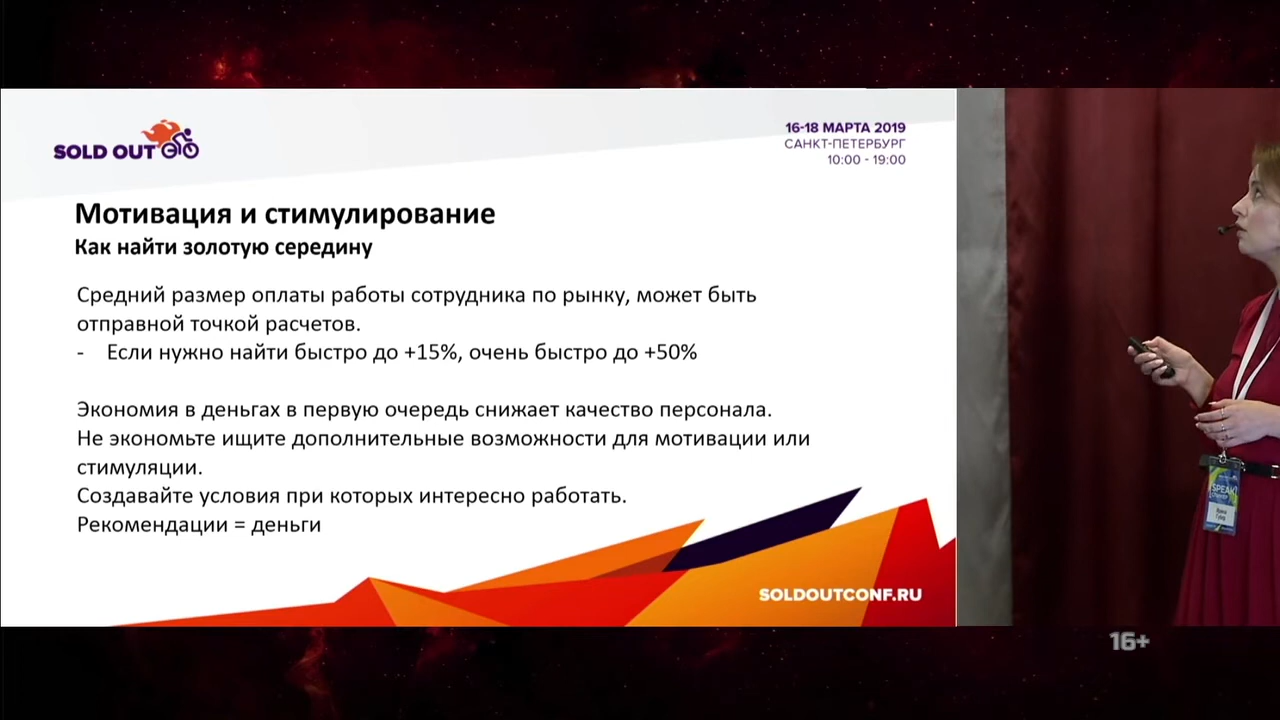 SOLD OUT
16-18 МАРТА 2019
САНКТ-ПЕТЕРБУРГ
10:00 - 19:00
Мотивация и стимулирование
Как найти золотую середину
Средний размер оплаты работы сотрудника по рынку, может быть
отправной точкой расчетов.
- Если нужно найти быстро до +15%, очень быстро до +50%
Экономия в деньгах в первую очередь снижает качество персонала.
Не экономьте ищите дополнительные возможности для мотивации или
стимуляции.
Создавайте условия при которых интересно работать.
Рекомендации = деньги
SOLDOUTCONF.RU
16+